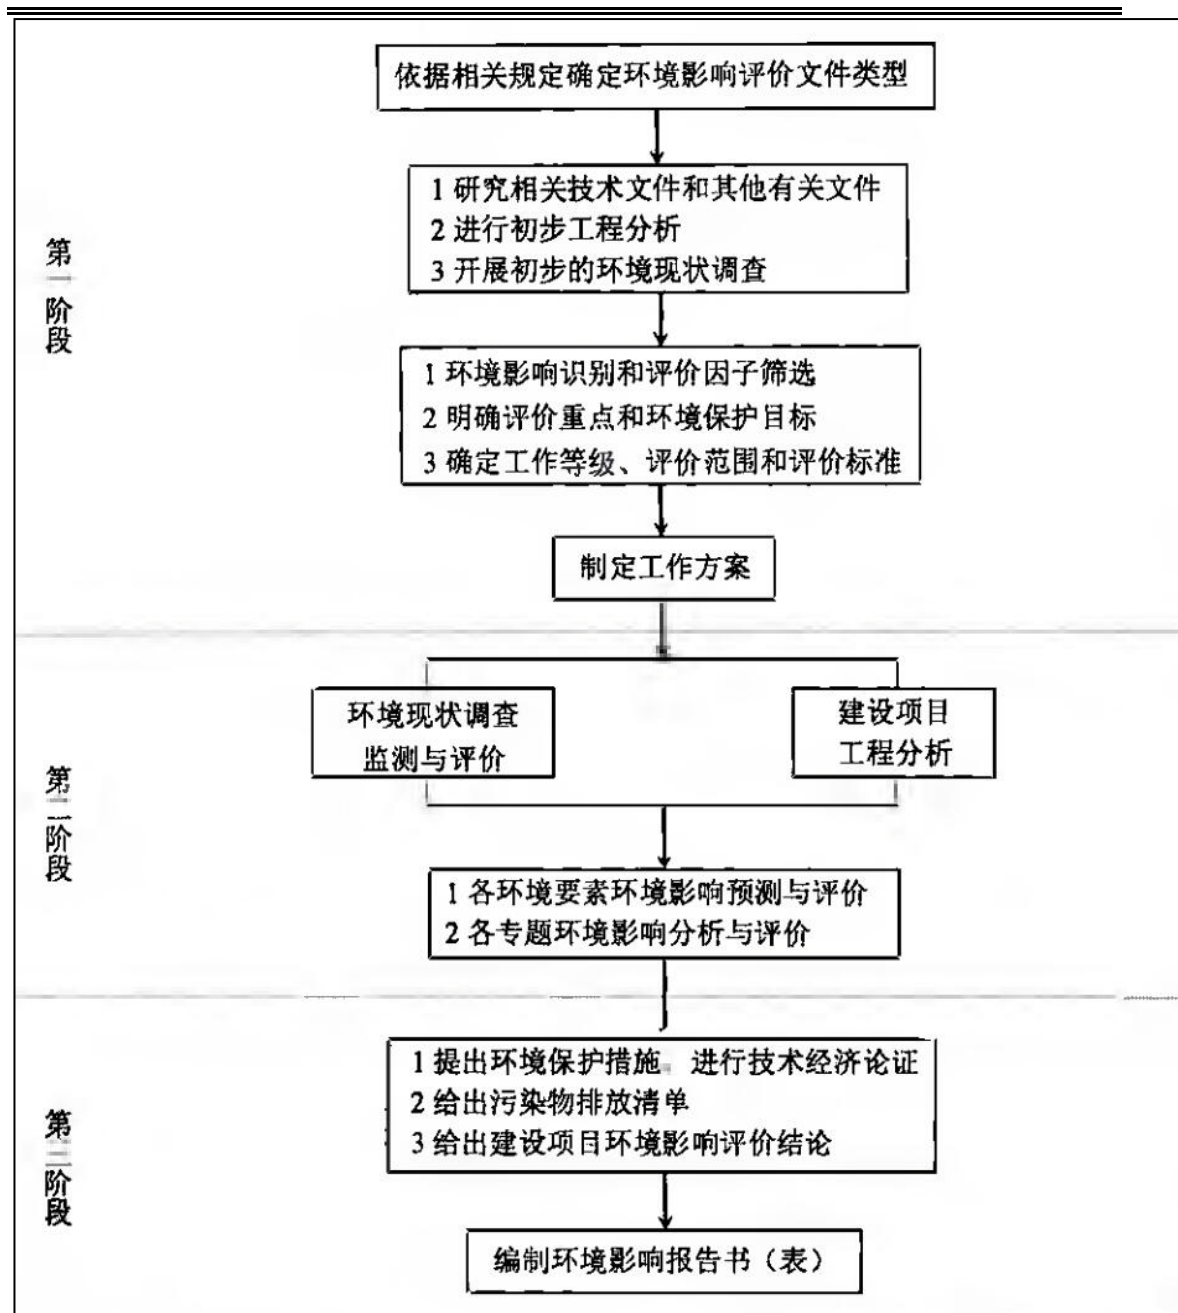 依据相关规定确定环境影响评价文件类型
1 研究相关技术文件和其他有关文件
2 进行初步工程分析
3 开展初步的环境现状调查
第一阶段
1 环境影响识别和评价因子筛选
2 明确评价重点和环境保护目标
3 确定工作等级、评价范围和评价标准
制定工作方案
环境现状调查
监测与评价
建设项目
工程分析
第二阶段
1 各环境要素环境影响预测与评价
2 各专题环境影响分析与评价
1 提出环境保护措施，进行技术经济论证
2 给出污染物排放清单
3 给出建设项目环境影响评价结论
第三阶段
编制环境影响报告书（表）